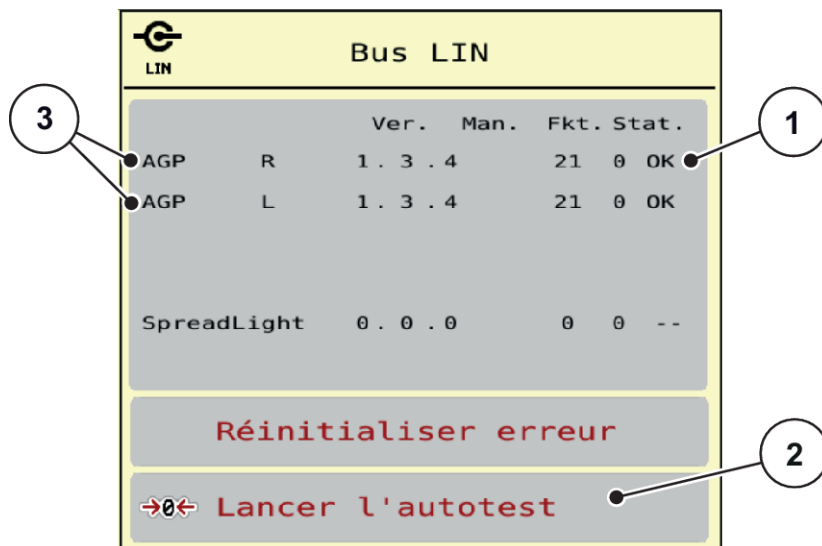 LIN
Bus LIN
Ver. Man. Fkt. Stat.
AGP R 1.3.4 21 0 OK
AGP L 1.3.4 21 0 OK
SpreadLight 0.0.0 0 0 --
Réinitialiser erreur
→0← Lancer l'autotest
3
1
2